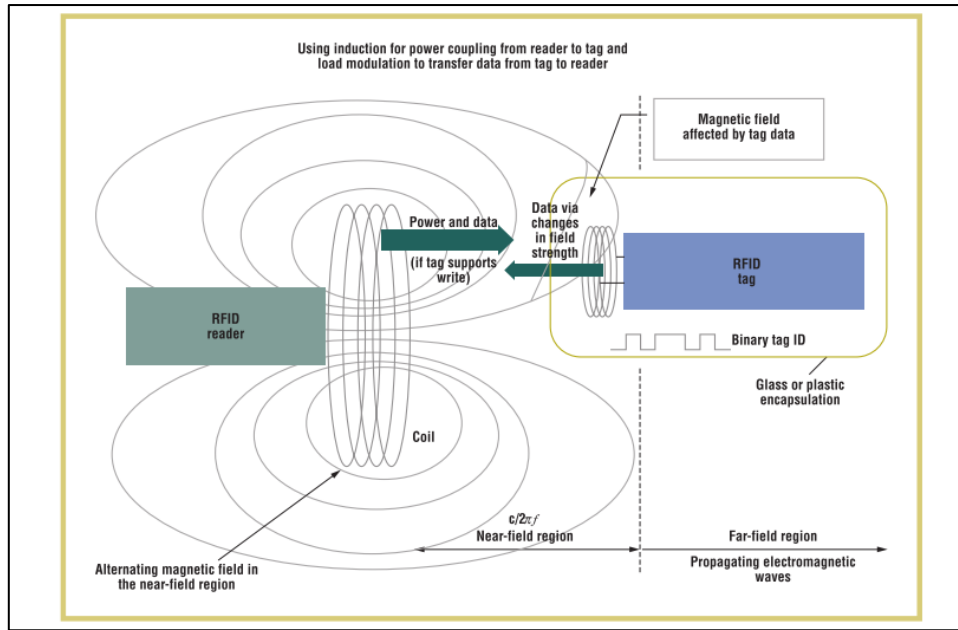 Using induction for power coupling from reader to tag and
load modulation to transfer data from tag to reader
Magnetic field
affected by tag data
Power and data
(if tag supports
write)
Data via
changes
in field
strength
RFID
tag
RFID
reader
Binary tag ID
Glass or plastic
encapsulation
Coil
c/2πf
Near-field region
Far-field region
Propagating electromagnetic
waves
Alternating magnetic field in
the near-field region